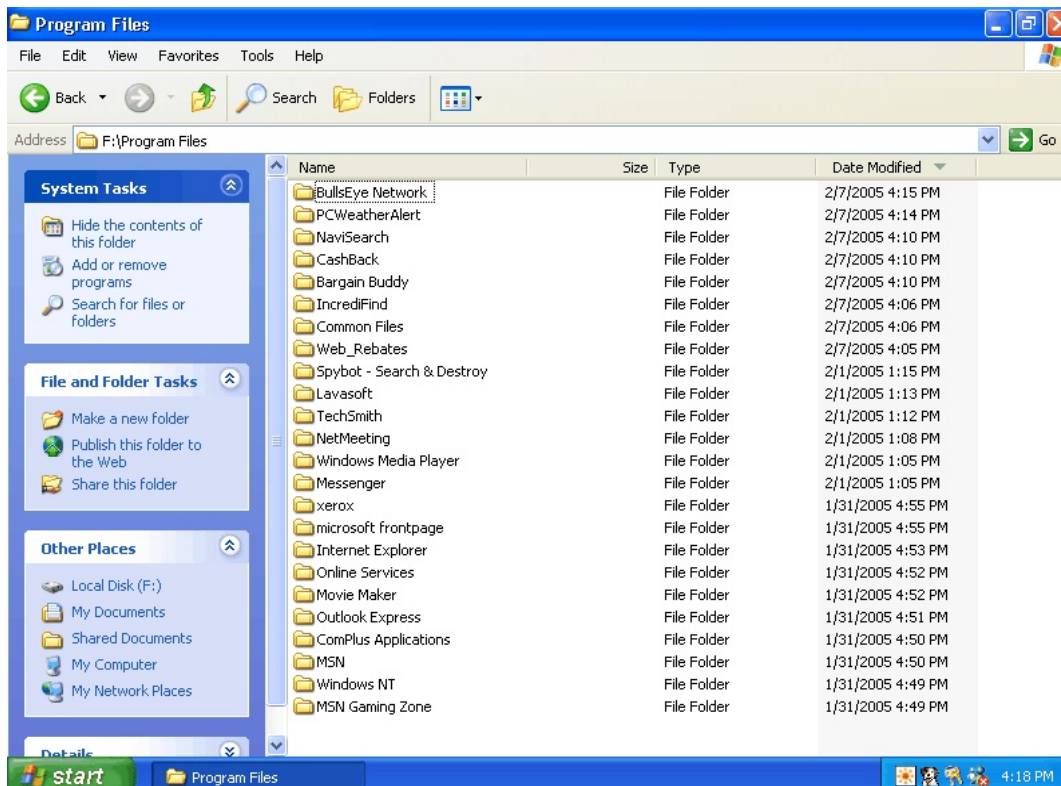 Program Files
File Edit View Favorites Tools Help
Back Search Folders
Address F:\Program Files Go
System Tasks
Hide the contents of
this folder
Add or remove
programs
Search for files or
folders
File and Folder Tasks
Make a new folder
Publish this folder to
the Web
Share this folder
Other Places
Local Disk (F:)
My Documents
Shared Documents
My Computer
My Network Places
Details
Name Size Type Date Modified
BullsEye Network File Folder 2/7/2005 4:15 PM
PCWeatherAlert File Folder 2/7/2005 4:14 PM
NaviSearch File Folder 2/7/2005 4:10 PM
CashBack File Folder 2/7/2005 4:10 PM
Bargain Buddy File Folder 2/7/2005 4:10 PM
IncrediFind File Folder 2/7/2005 4:06 PM
Common Files File Folder 2/7/2005 4:06 PM
Web_Rebates File Folder 2/7/2005 4:05 PM
Spybot - Search & Destroy File Folder 2/1/2005 1:15 PM
Lavasoft File Folder 2/1/2005 1:13 PM
TechSmith File Folder 2/1/2005 1:12 PM
NetMeeting File Folder 2/1/2005 1:08 PM
Windows Media Player File Folder 2/1/2005 1:05 PM
Messenger File Folder 2/1/2005 1:05 PM
xerox File Folder 1/31/2005 4:55 PM
microsoft frontpage File Folder 1/31/2005 4:55 PM
Internet Explorer File Folder 1/31/2005 4:53 PM
Online Services File Folder 1/31/2005 4:52 PM
Movie Maker File Folder 1/31/2005 4:52 PM
Outlook Express File Folder 1/31/2005 4:51 PM
ComPlus Applications File Folder 1/31/2005 4:50 PM
MSN File Folder 1/31/2005 4:50 PM
Windows NT File Folder 1/31/2005 4:49 PM
MSN Gaming Zone File Folder 1/31/2005 4:49 PM
start Program Files 4:18 PM